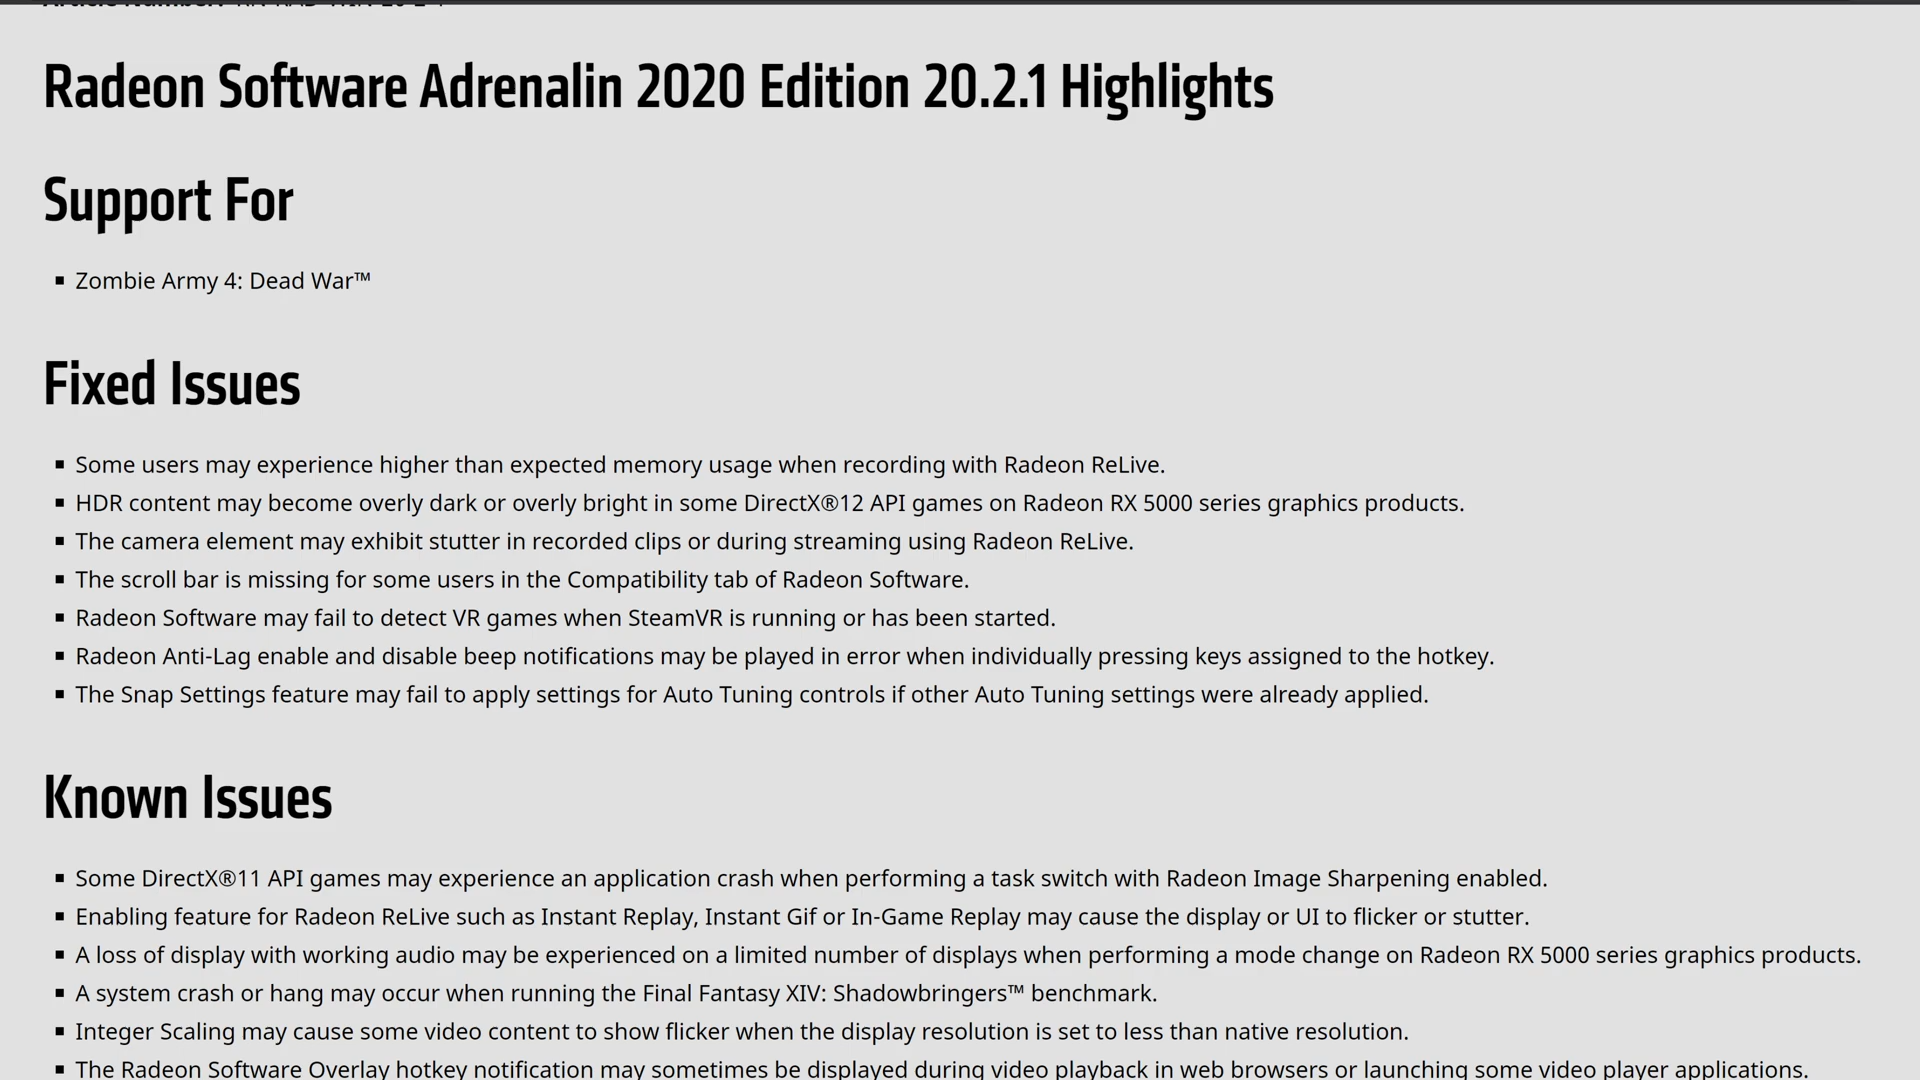 Radeon Software Adrenalin 2020 Edition 20.2.1 Highlights
Support For
▪ Zombie Army 4: Dead War™
Fixed Issues
▪ Some users may experience higher than expected memory usage when recording with Radeon ReLive.
▪ HDR content may become overly dark or overly bright in some DirectX®12 API games on Radeon RX 5000 series graphics products.
▪ The camera element may exhibit stutter in recorded clips or during streaming using Radeon ReLive.
▪ The scroll bar is missing for some users in the Compatibility tab of Radeon Software.
▪ Radeon Software may fail to detect VR games when SteamVR is running or has been started.
▪ Radeon Anti-Lag enable and disable beep notifications may be played in error when individually pressing keys assigned to the hotkey.
▪ The Snap Settings feature may fail to apply settings for Auto Tuning controls if other Auto Tuning settings were already applied.
Known Issues
▪ Some DirectX®11 API games may experience an application crash when performing a task switch with Radeon Image Sharpening enabled.
▪ Enabling feature for Radeon ReLive such as Instant Replay, Instant Gif or In-Game Replay may cause the display or UI to flicker or stutter.
▪ A loss of display with working audio may be experienced on a limited number of displays when performing a mode change on Radeon RX 5000 series graphics products.
▪ A system crash or hang may occur when running the Final Fantasy XIV: Shadowbringers™ benchmark.
▪ Integer Scaling may cause some video content to show flicker when the display resolution is set to less than native resolution.
▪ The Radeon Software Overlay hotkey notification may sometimes be displayed during video playback in web browsers or launching some video player applications.